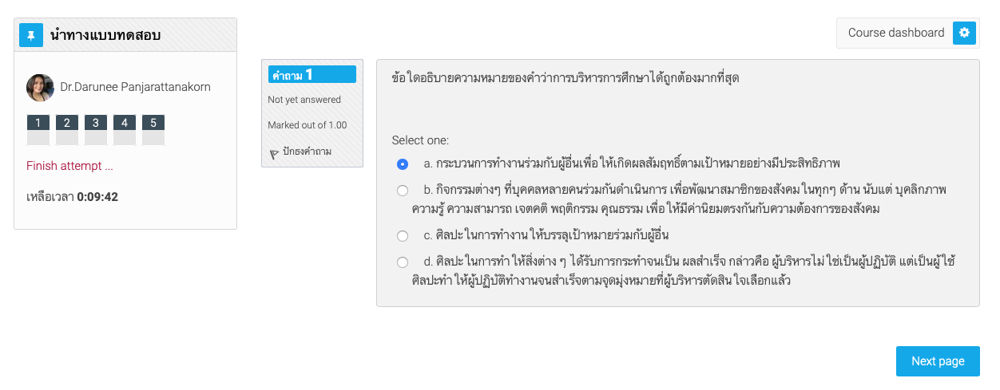 นำทางแบบทดสอบ
Dr.Darunee Panjarattanakorn
1 2 3 4 5
Finish attempt ...
เหลือเวลา 0:09:42
Course dashboard
คำถาม 1
Not yet answered
Marked out of 1.00
ปักธงคำถาม
ข้อใดอธิบายความหมายของคำว่าการบริหารการศึกษาได้ถูกต้องมากที่สุด
Select one:
a. กระบวนการทำงานร่วมกับผู้อื่นเพื่อให้เกิดผลสัมฤทธิ์ตามเป้าหมายอย่างมีประสิทธิภาพ
b. กิจกรรมต่างๆ ที่บุคคลหลายคนร่วมกันดำเนินการ เพื่อพัฒนาสมาชิกของสังคมในทุกๆ ด้าน นับแต่ บุคลิกภาพ
ความรู้ ความสามารถ เจตคติ พฤติกรรม คุณธรรม เพื่อให้มีค่านิยมตรงกันกับความต้องการของสังคม
c. ศิลปะในการทำงานให้บรรลุเป้าหมายร่วมกับผู้อื่น
d. ศิลปะในการทำให้สิ่งต่าง ๆ ได้รับการกระทำจนเป็น ผลสำเร็จ กล่าวคือ ผู้บริหารไม่ใช่เป็นผู้ปฏิบัติ แต่เป็นผู้ใช้
ศิลปะทำให้ผู้ปฏิบัติทำงานจนสำเร็จตามจุดมุ่งหมายที่ผู้บริหารตัดสินใจเลือกแล้ว
Next page